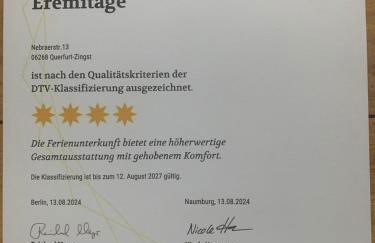 Eremitage
Nebraerstr.13
06268 Querfurt-Zingst
ist nach den Qualitätskriterien der
DTV-Klassifizierung ausgezeichnet.
Die Ferienunterkunft bietet eine höherwertige
Gesamtausstattung mit gehobenem Komfort.
Die Klassifizierung ist bis zum 12. August 2027 gültig.
Berlin, 13.08.2024
Naumburg, 13.08.2024